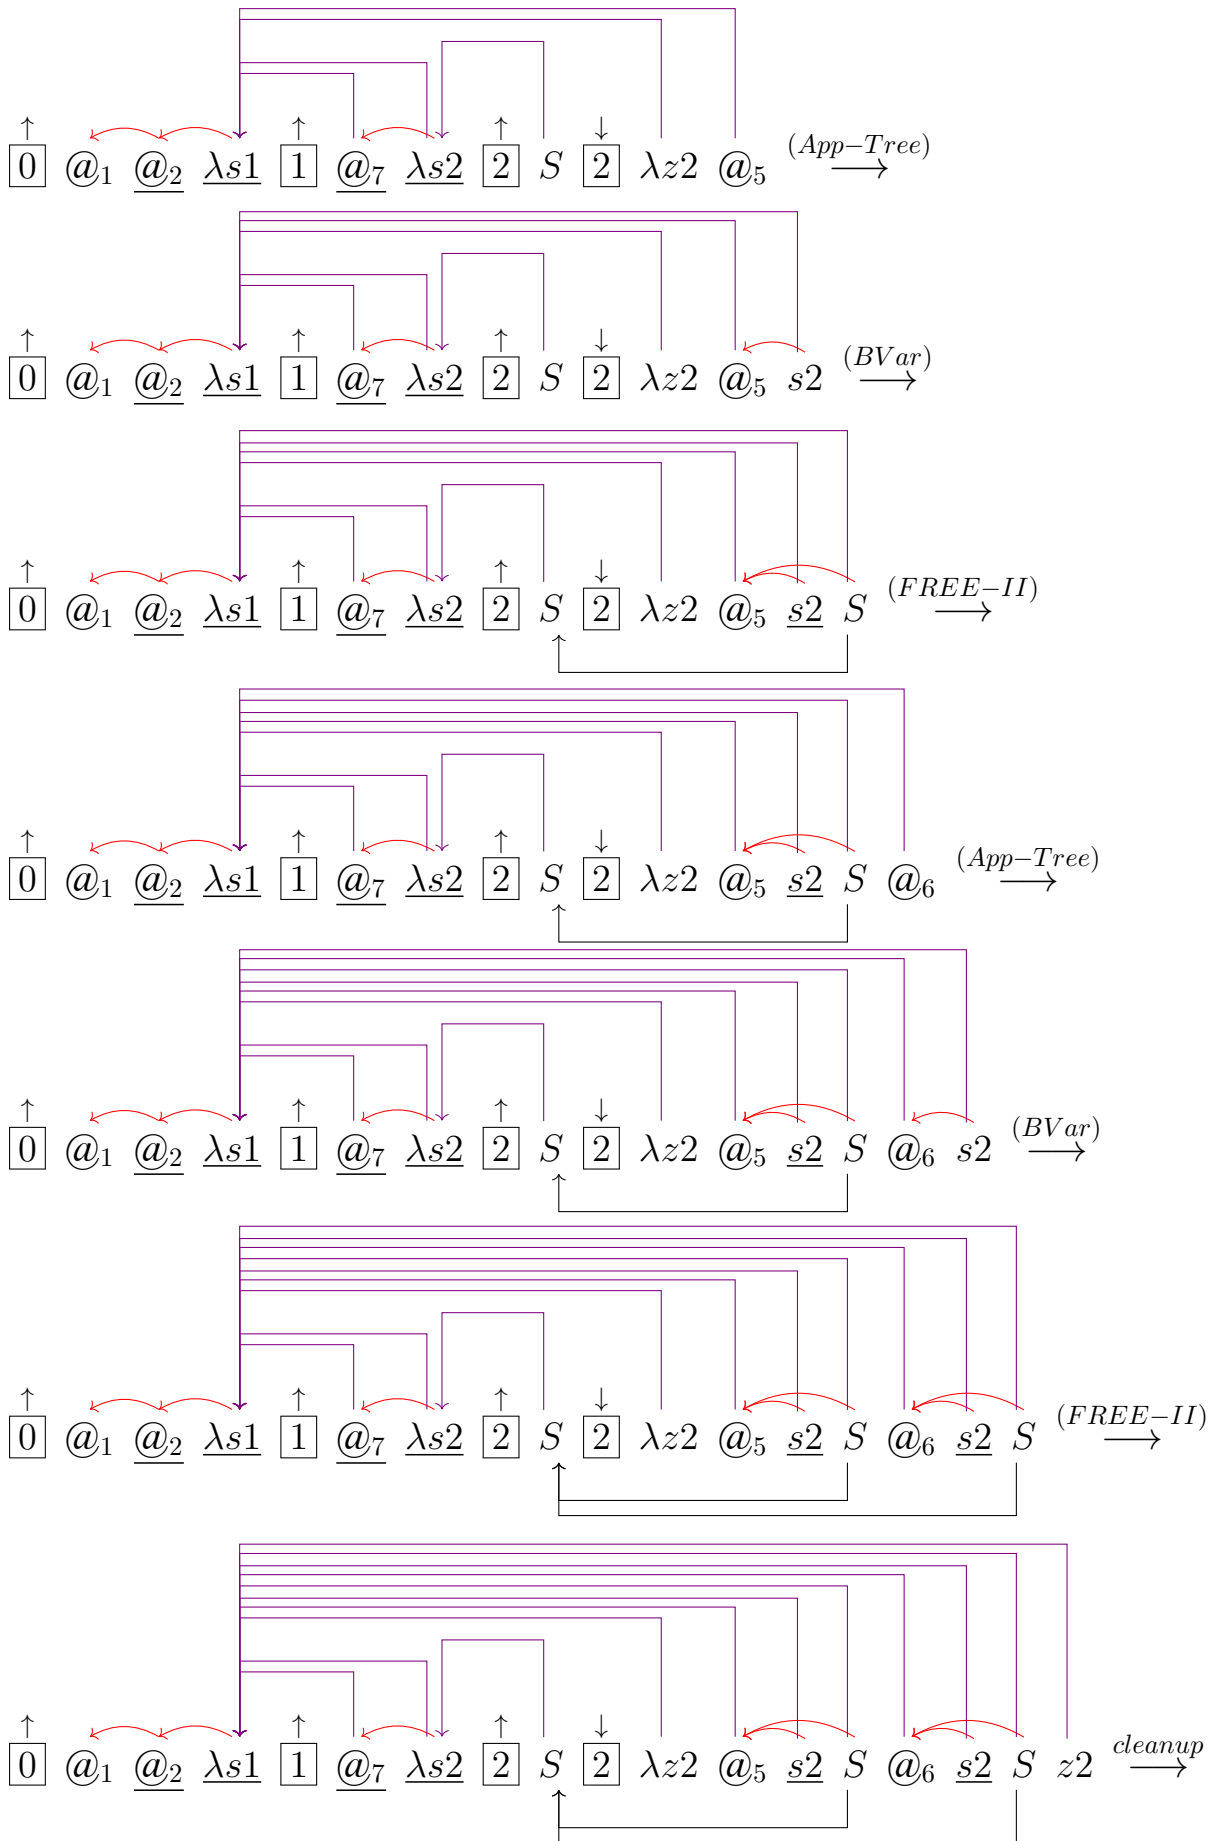 ↑ ↑ ↑ ↓
0 @₁ @₂ λs1 1 @₇ λs2 2 S 2 λz2 @₅ (App−Tree) ⟶
↑ ↑ ↑ ↓
0 @₁ @₂ λs1 1 @₇ λs2 2 S 2 λz2 @₅ s2 (BVar) ⟶
↑ ↑ ↑ ↓
0 @₁ @₂ λs1 1 @₇ λs2 2 S 2 λz2 @₅ s2 S (FREE−II) ⟶
↑ ↑ ↑ ↓
0 @₁ @₂ λs1 1 @₇ λs2 2 S 2 λz2 @₅ s2 S @₆ (App−Tree) ⟶
↑ ↑ ↑ ↓
0 @₁ @₂ λs1 1 @₇ λs2 2 S 2 λz2 @₅ s2 S @₆ s2 (BVar) ⟶
↑ ↑ ↑ ↓
0 @₁ @₂ λs1 1 @₇ λs2 2 S 2 λz2 @₅ s2 S @₆ s2 S (FREE−II) ⟶
↑ ↑ ↑ ↓
0 @₁ @₂ λs1 1 @₇ λs2 2 S 2 λz2 @₅ s2 S @₆ s2 S z2 cleanup ⟶